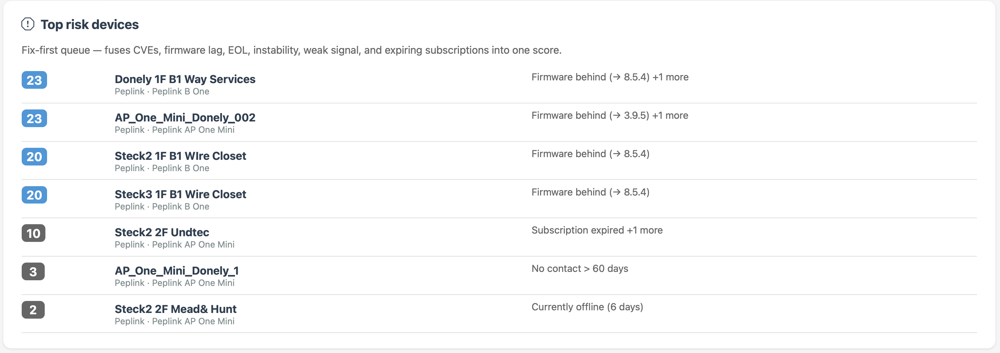 Top risk devices
Fix-first queue — fuses CVEs, firmware lag, EOL, instability, weak signal, and expiring subscriptions into one score.
23 Donely 1F B1 Way Services Firmware behind (→ 8.5.4) +1 more
Peplink · Peplink B One
23 AP_One_Mini_Donely_002 Firmware behind (→ 3.9.5) +1 more
Peplink · Peplink AP One Mini
20 Steck2 1F B1 WIre Closet Firmware behind (→ 8.5.4)
Peplink · Peplink B One
20 Steck3 1F B1 Wire Closet Firmware behind (→ 8.5.4)
Peplink · Peplink B One
10 Steck2 2F Undtec Subscription expired +1 more
Peplink · Peplink AP One Mini
3 AP_One_Mini_Donely_1 No contact > 60 days
Peplink · Peplink AP One Mini
2 Steck2 2F Mead& Hunt Currently offline (6 days)
Peplink · Peplink AP One Mini